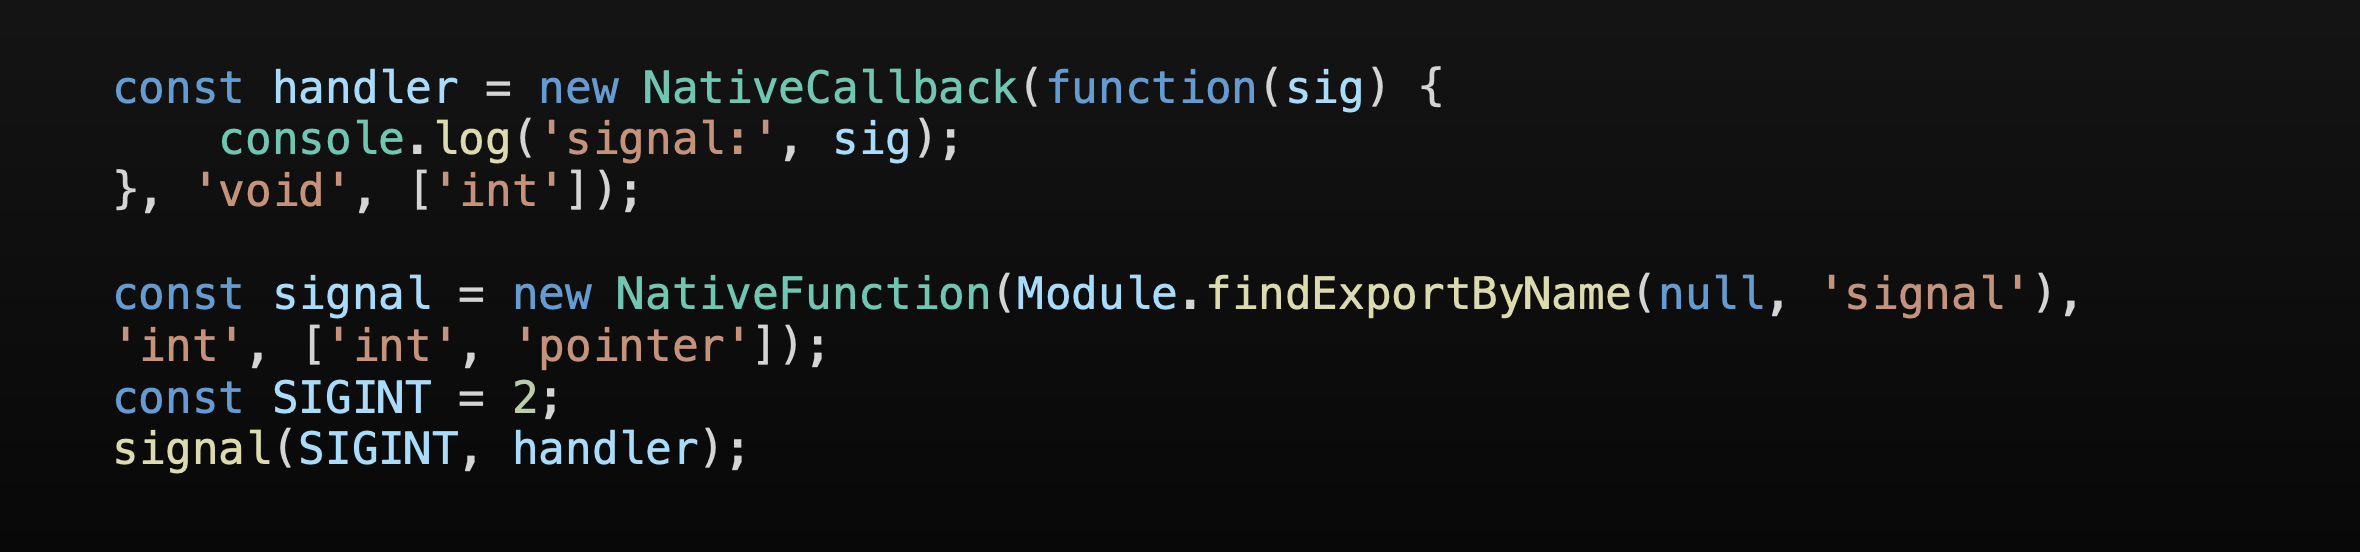 const handler = new NativeCallback(function(sig) {
    console.log('signal:', sig);
}, 'void', ['int']);

const signal = new NativeFunction(Module.findExportByName(null, 'signal'),
'int', ['int', 'pointer']);
const SIGINT = 2;
signal(SIGINT, handler);